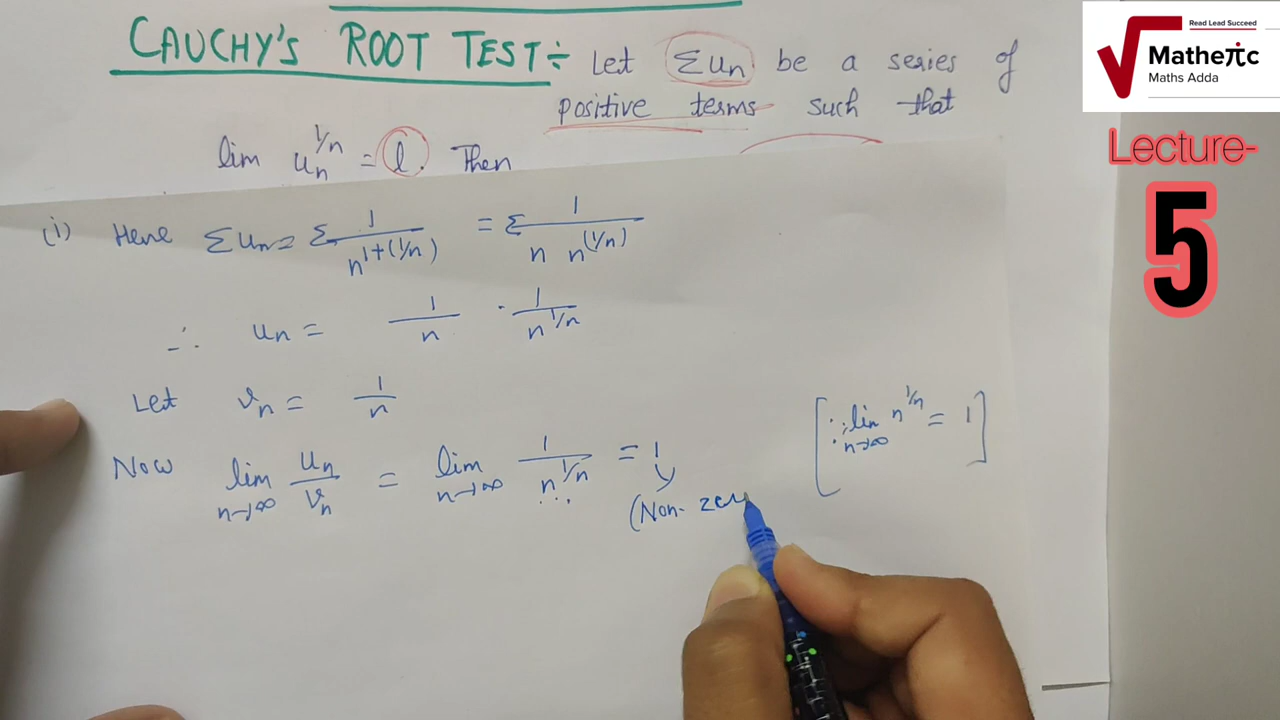 CAUCHY'S ROOT TEST÷ Let Σun be a series of
positive terms such that
lim un^1/n = l. Then
(i) Here Σun= Σ 1/n^1+(1/n) = Σ 1/n n^(1/n)
∴ un = 1/n · 1/n^1/n
Let vn = 1/n
Now lim n→∞ un/vn = lim n→∞ 1/n^1/n = 1 [∵ lim n→∞ n^1/n = 1]
(Non-
Read Lead Succeed
Matheπc
Maths Adda
Lecture-
5